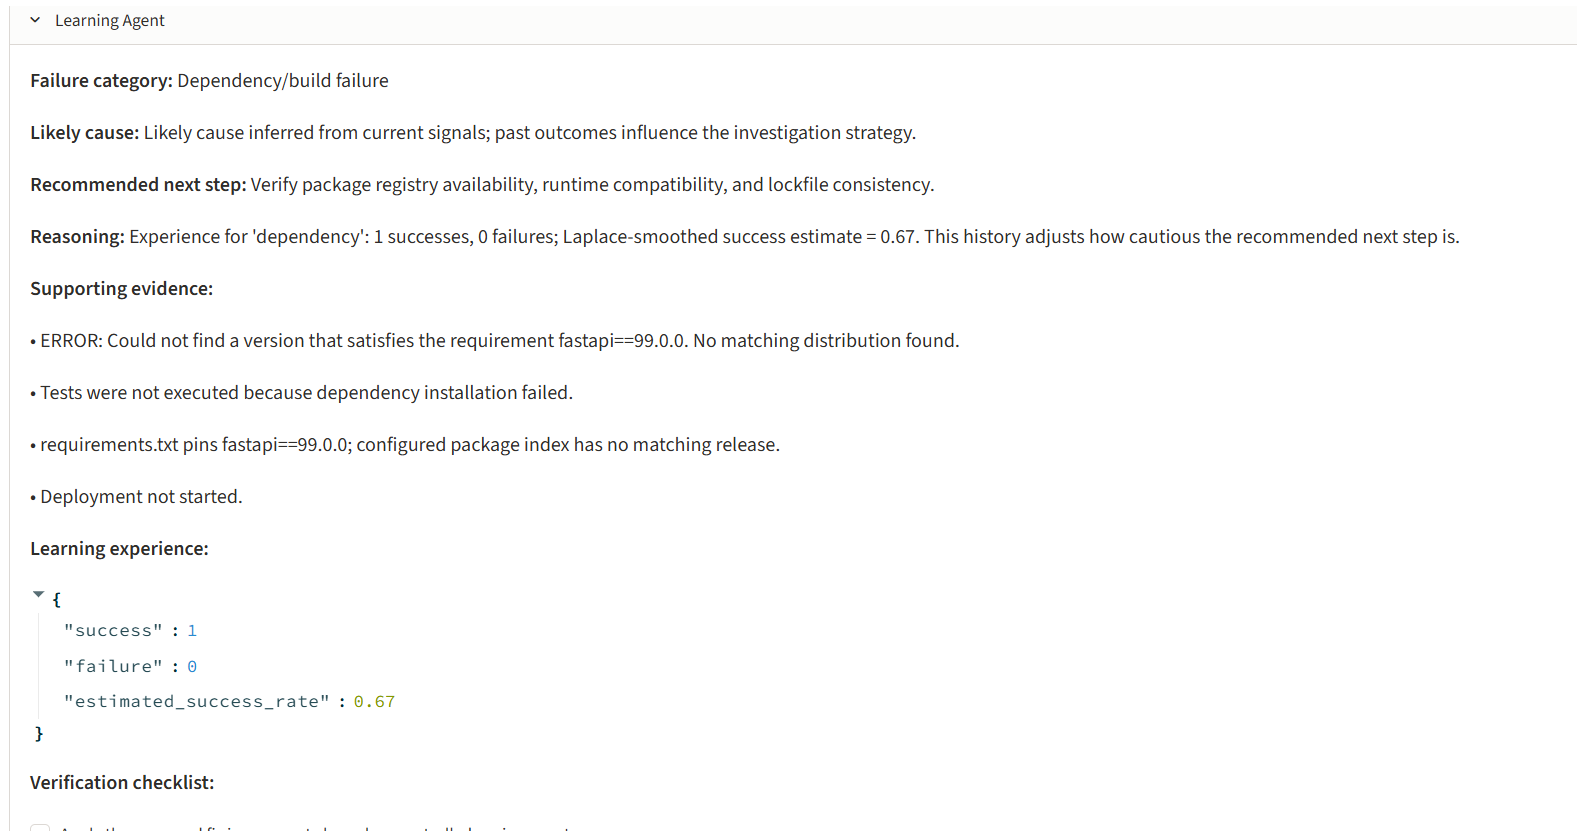 Learning Agent
Failure category: Dependency/build failure
Likely cause: Likely cause inferred from current signals; past outcomes influence the investigation strategy.
Recommended next step: Verify package registry availability, runtime compatibility, and lockfile consistency.
Reasoning: Experience for 'dependency': 1 successes, 0 failures; Laplace-smoothed success estimate = 0.67. This history adjusts how cautious the recommended next step is.
Supporting evidence:
• ERROR: Could not find a version that satisfies the requirement fastapi==99.0.0. No matching distribution found.
• Tests were not executed because dependency installation failed.
• requirements.txt pins fastapi==99.0.0; configured package index has no matching release.
• Deployment not started.
Learning experience:
{
"success" : 1
"failure" : 0
"estimated_success_rate" : 0.67
}
Verification checklist: